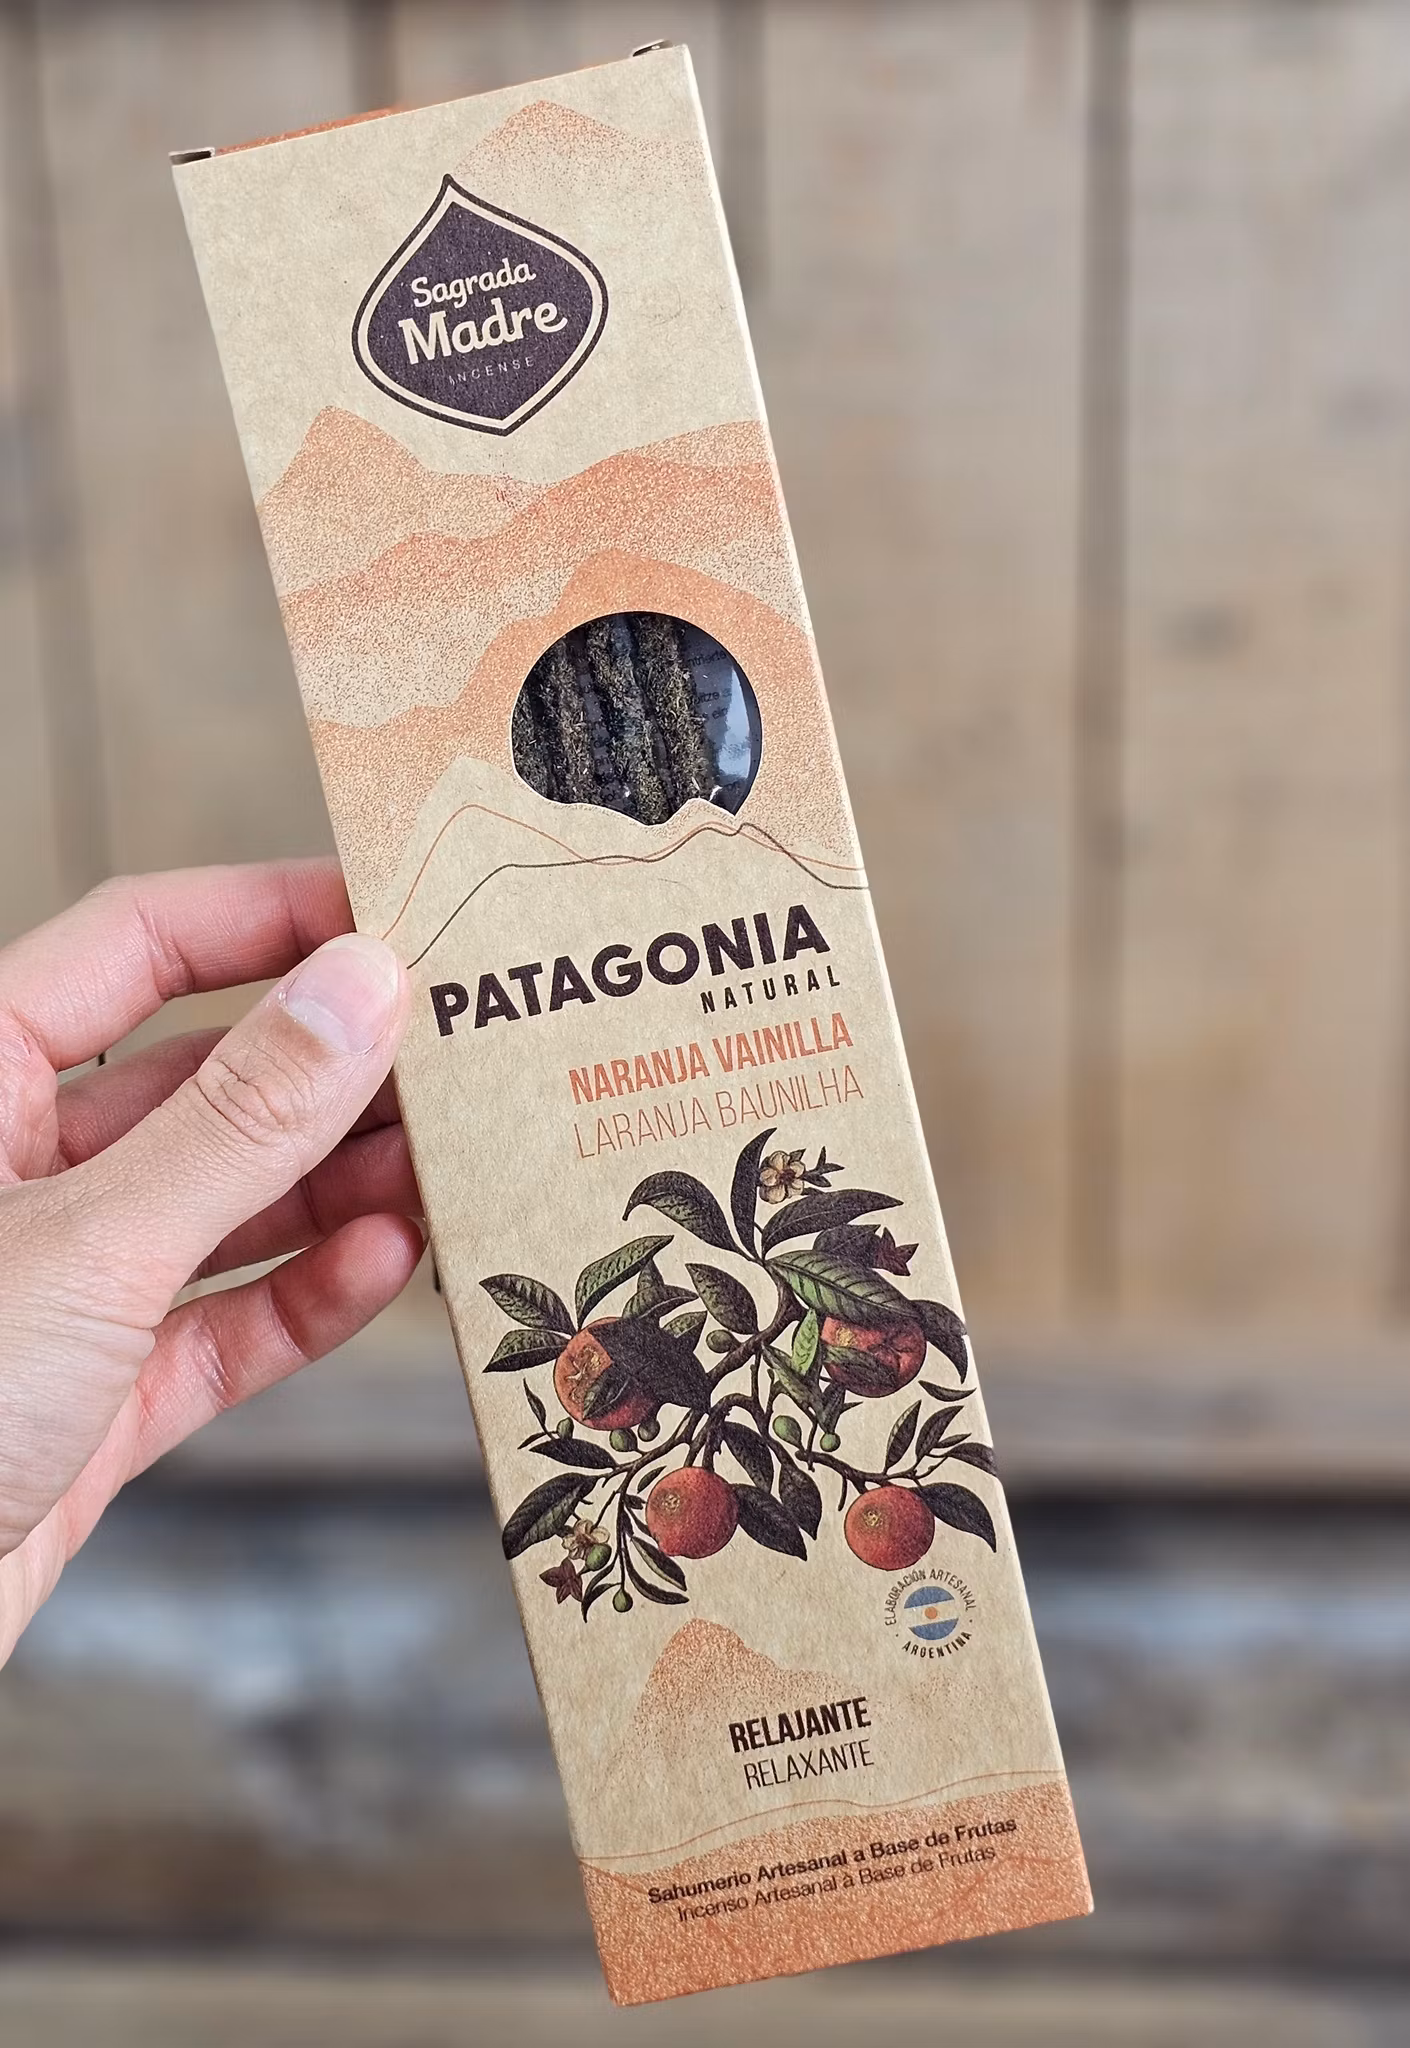 Sagrada
Madre
INCENSE
PATAGONIA
NATURAL
NARANJA VAINILLA
LARANJA BAUNILHA
ELABORACIÓN ARTESANAL
· ARGENTINA ·
RELAJANTE
RELAXANTE
Sahumerio Artesanal a Base de Frutas
Incenso Artesanal à Base de Frutas